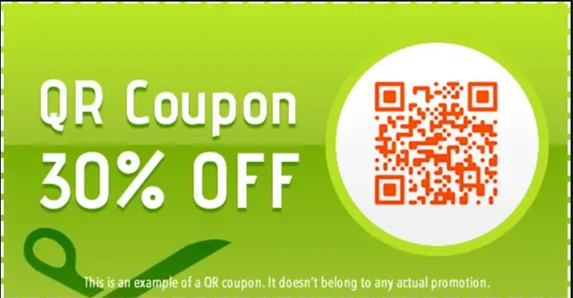 QR Coupon
30% OFF
This is an example of a QR coupon. It doesn't belong to any actual promotion.